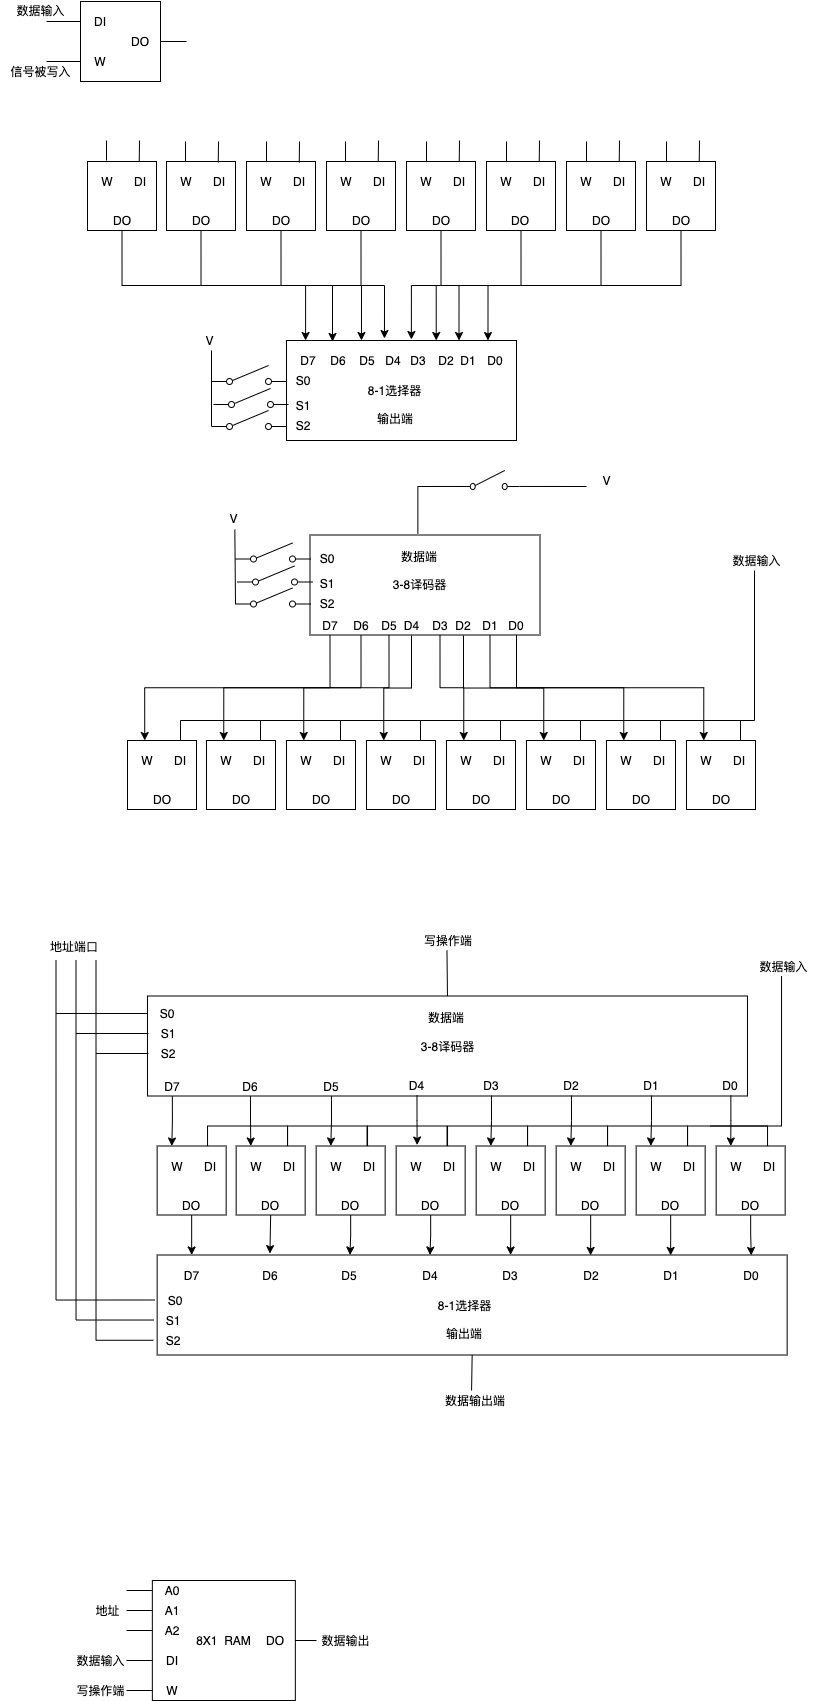 数据输入
DI
DO
W
信号被写入
W DI W DI W DI W DI W DI W DI W DI W DI
DO DO DO DO DO DO DO DO
V
D7 D6 D5 D4 D3 D2 D1 D0
S0
8-1选择器
S1
输出端
S2
V
V
数据端
S0
数据输入
3-8译码器
S1
S2
D7 D6 D5 D4 D3 D2 D1 D0
W DI W DI W DI W DI W DI W DI W DI W DI
DO DO DO DO DO DO DO DO
地址端口
写操作端
数据输入
S0
数据端
S1
3-8译码器
S2
D7 D6 D5 D4 D3 D2 D1 D0
W DI W DI W DI W DI W DI W DI W DI W DI
DO DO DO DO DO DO DO DO
D7 D6 D5 D4 D3 D2 D1 D0
S0
8-1选择器
S1
输出端
S2
数据输出端
A0
地址 A1
A2
8X1 RAM DO 数据输出
数据输入 DI
写操作端 W